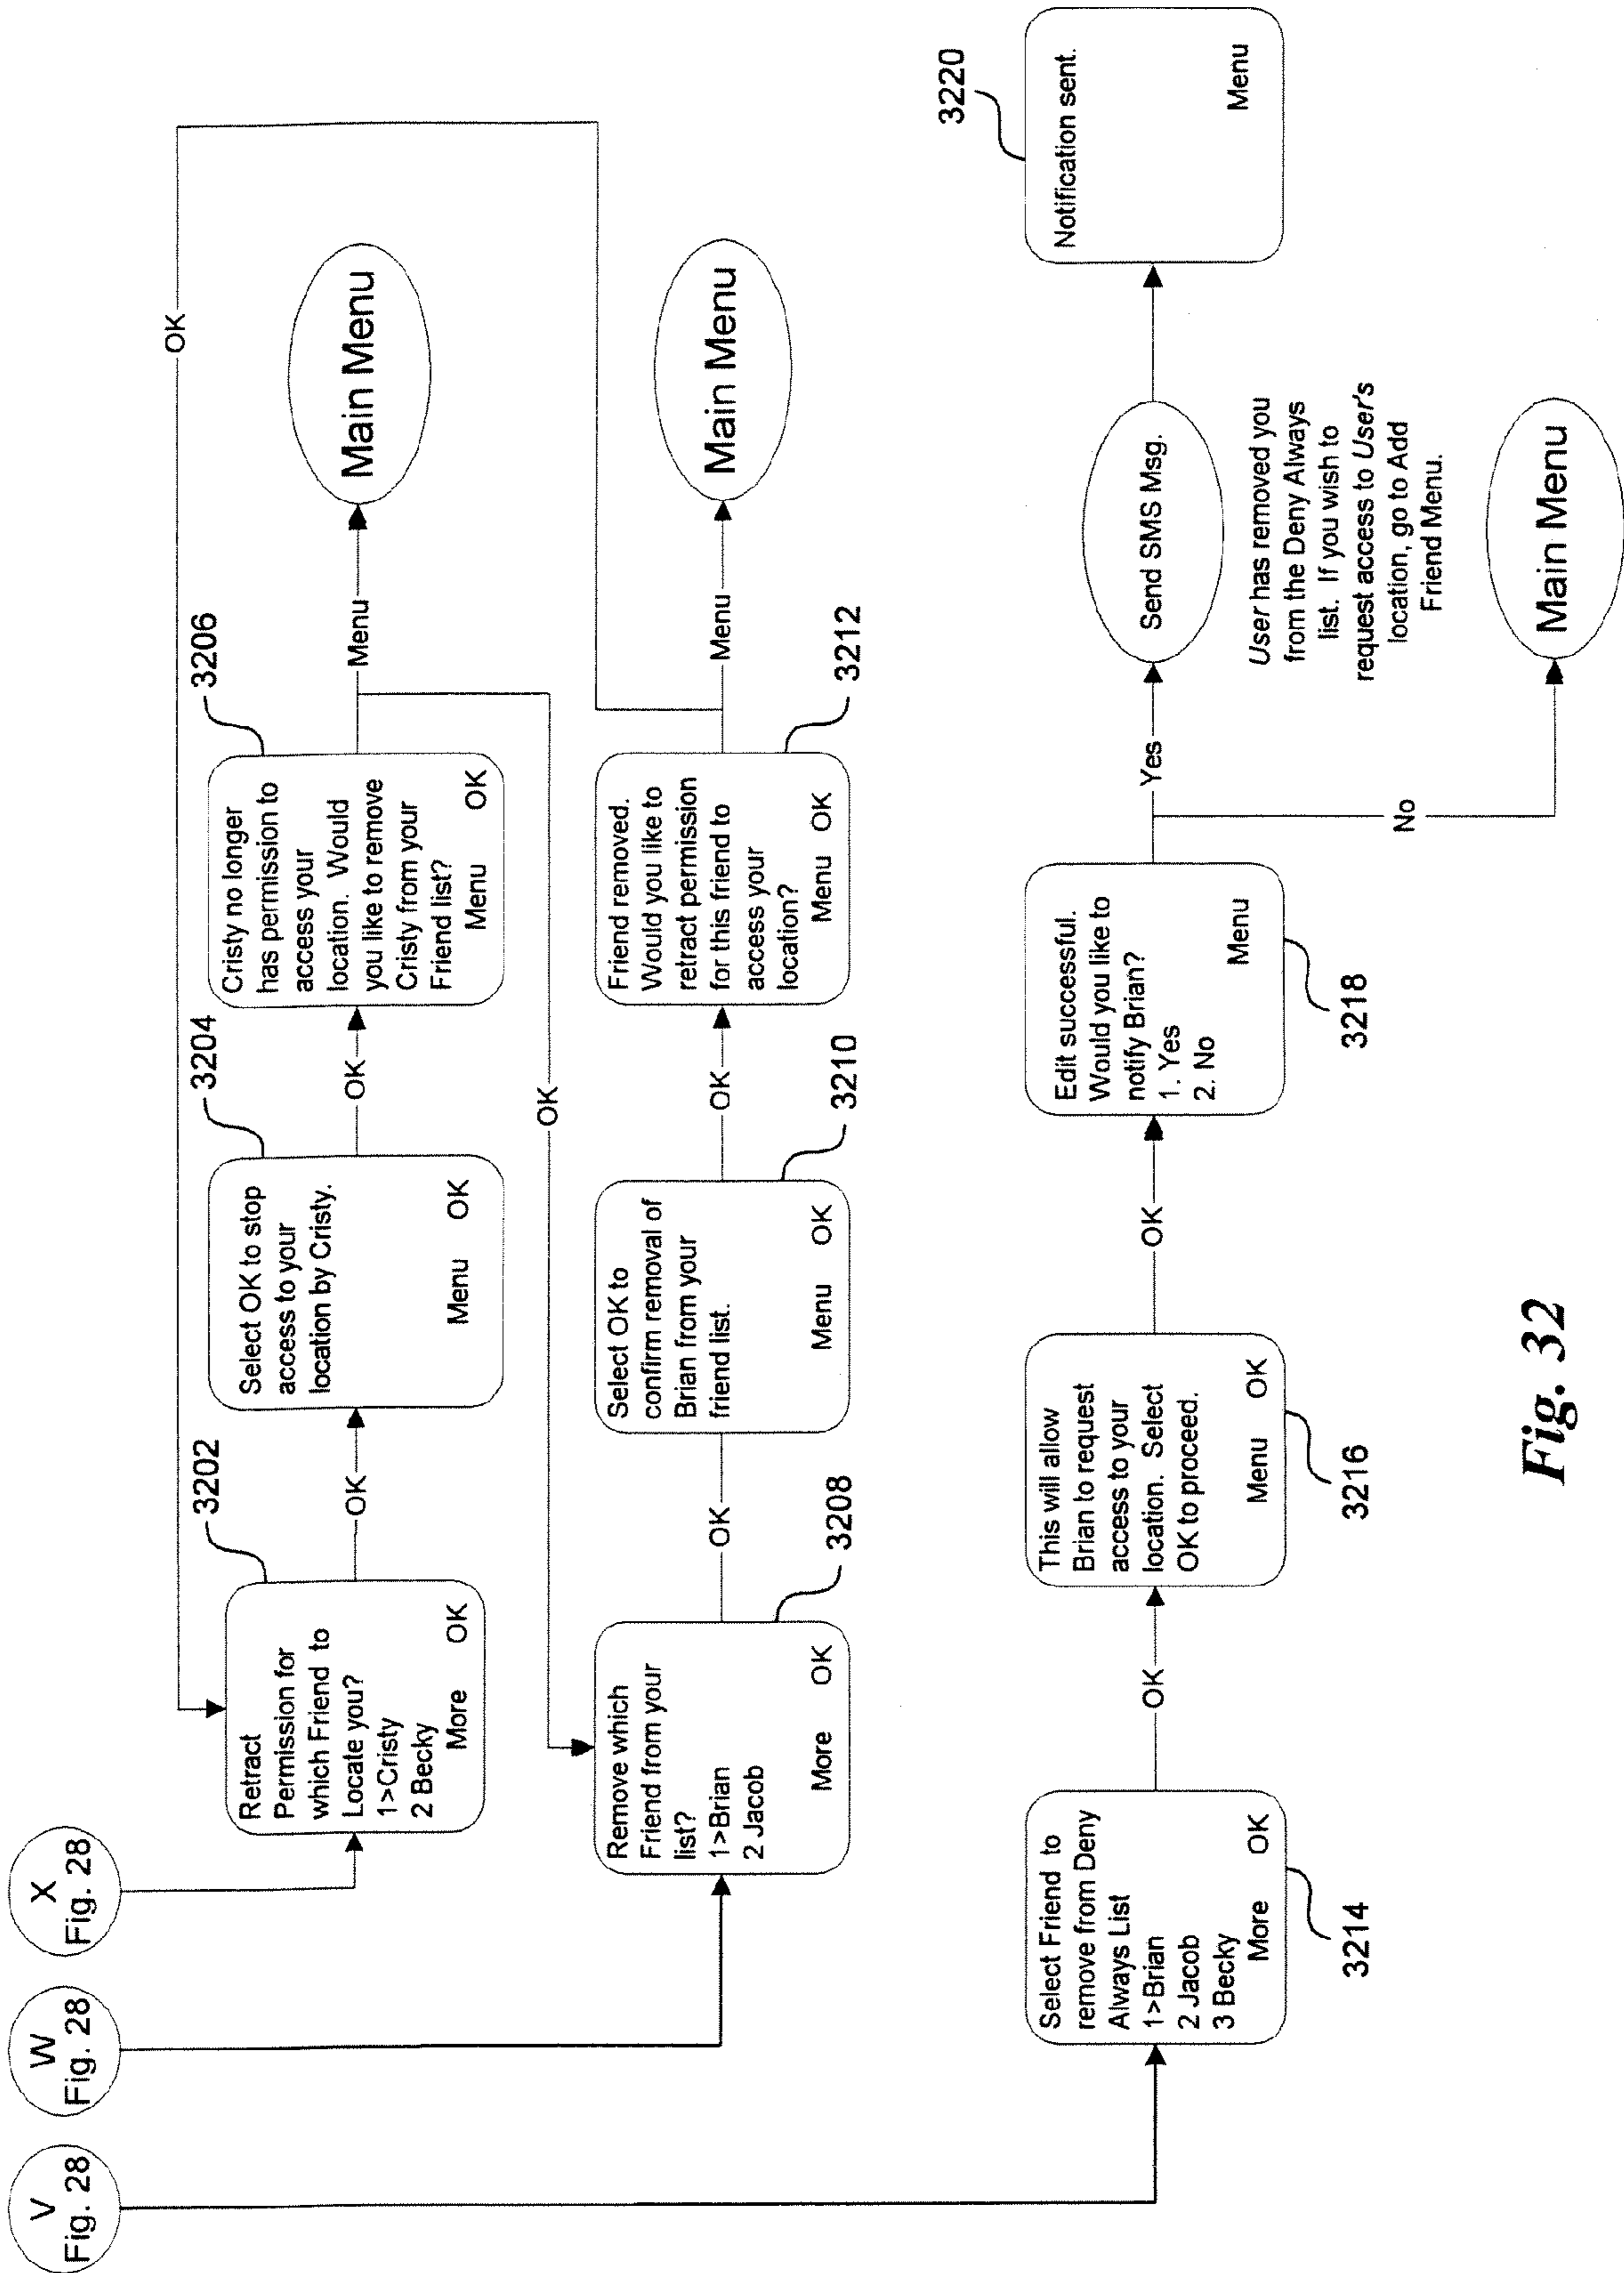 V
Fig. 28
W
Fig. 28
X
Fig. 28
OK
3202
Retract
Permission for
which Friend to
Locate you?
1>Cristy
2 Becky
More OK
OK
3204
Select OK to stop
access to your
location by Cristy.
Menu OK
OK
3206
Cristy no longer
has permission to
access your
location. Would
you like to remove
Cristy from your
Friend list?
Menu OK
Menu
Main Menu
OK
Remove which
Friend from your
list?
1>Brian
2 Jacob
More OK
3208
OK
Select OK to
confirm removal of
Brian from your
friend list.
Menu OK
3210
OK
Friend removed.
Would you like to
retract permission
for this friend to
access your
location?
Menu OK
3212
Menu
Main Menu
Select Friend to
remove from Deny
Always List
1>Brian
2 Jacob
3 Becky
More OK
3214
OK
This will allow
Brian to request
access to your
location. Select
OK to proceed.
Menu OK
3216
OK
Edit successful.
Would you like to
notify Brian?
1. Yes
2. No
Menu
3218
Yes
Send SMS Msg.
User has removed you
from the Deny Always
list. If you wish to
request access to User's
location, go to Add
Friend Menu.
3220
Notification sent.
Menu
No
Main Menu
Fig. 32